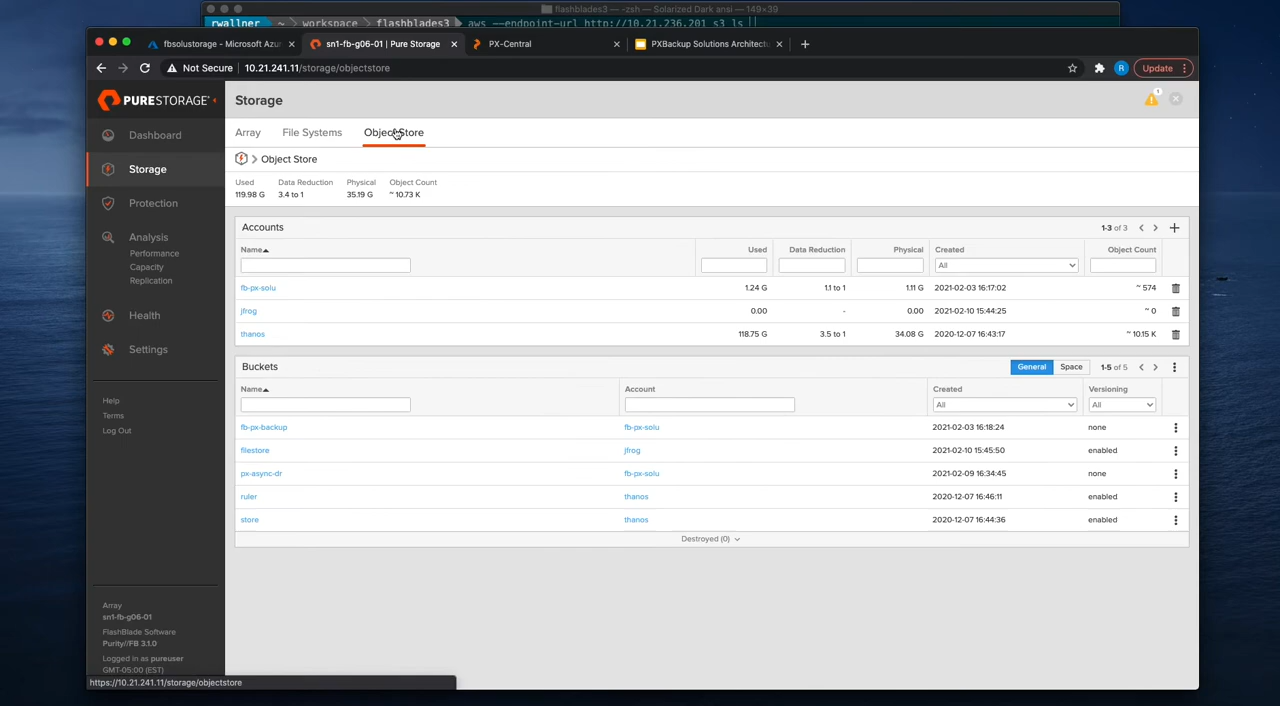 flashblades3 — -zsh — Solarized Dark ansi — 149×39
rwallner ~ workspace flashblades3 aws --endpoint-url http://10.21.236.201 s3 ls
fbsolustorage - Microsoft Azu
sn1-fb-g06-01 | Pure Storage
PX-Central
PXBackup Solutions Architectu
Not Secure 10.21.241.11/storage/objectstore
R
Update
PURESTORAGE
Storage
1
Dashboard
Storage
Protection
Analysis
Performance
Capacity
Replication
Health
Settings
Help
Terms
Log Out
Array
sn1-fb-g06-01
FlashBlade Software
Purity//FB 3.1.0
Logged in as pureuser
GMT-05:00 (EST)
Array File Systems Object Store
Object Store
Used Data Reduction Physical Object Count
119.98 G 3.4 to 1 35.19 G ~ 10.73 K
Accounts 1-3 of 3
Name Used Data Reduction Physical Created Object Count
All
fb-px-solu 1.24 G 1.1 to 1 1.11 G 2021-02-03 16:17:02 ~ 574
jfrog 0.00 - 0.00 2021-02-10 15:44:25 ~ 0
thanos 118.75 G 3.5 to 1 34.08 G 2020-12-07 16:43:17 ~ 10.15 K
Buckets General Space 1-5 of 5
Name Account Created Versioning
All All
fb-px-backup fb-px-solu 2021-02-03 16:18:24 none
filestore jfrog 2021-02-10 15:45:50 enabled
px-async-dr fb-px-solu 2021-02-09 16:34:45 none
ruler thanos 2020-12-07 16:46:11 enabled
store thanos 2020-12-07 16:44:36 enabled
Destroyed (0)
https://10.21.241.11/storage/objectstore